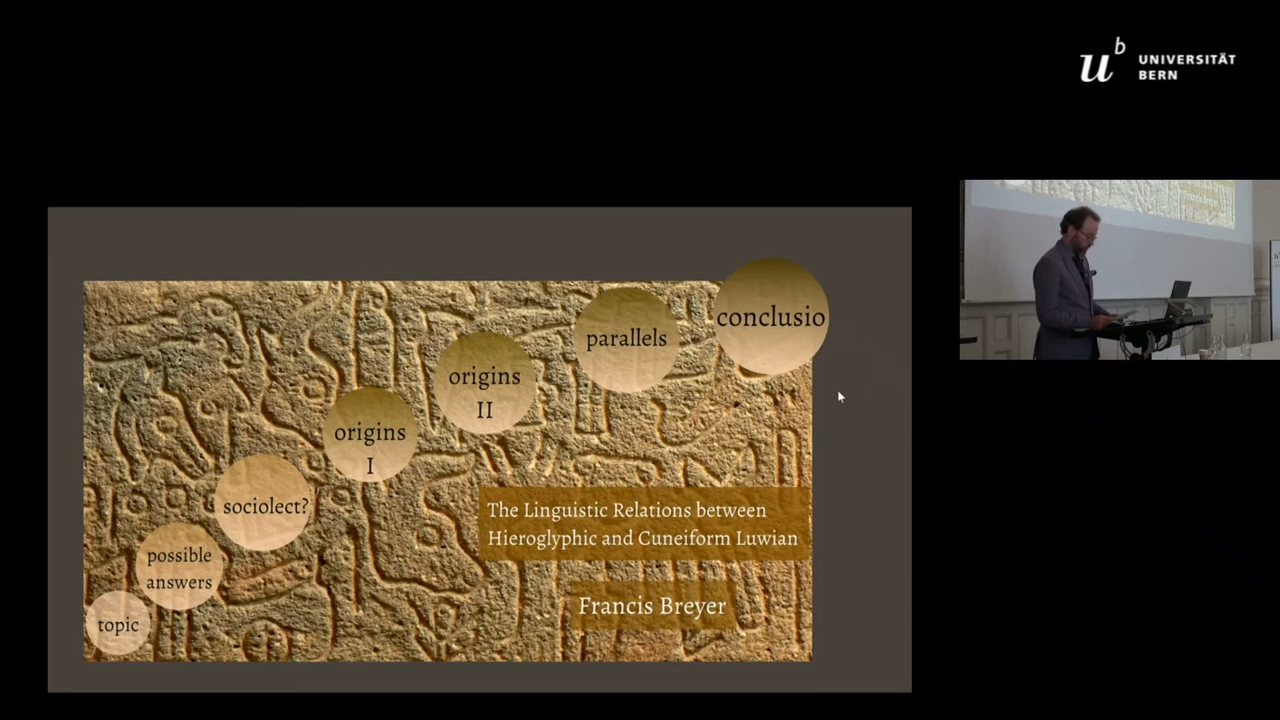 u b UNIVERSITÄT
BERN
conclusio
parallels
origins
II
origins
I
sociolect?
possible
answers
topic
The Linguistic Relations between
Hieroglyphic and Cuneiform Luwian
Francis Breyer